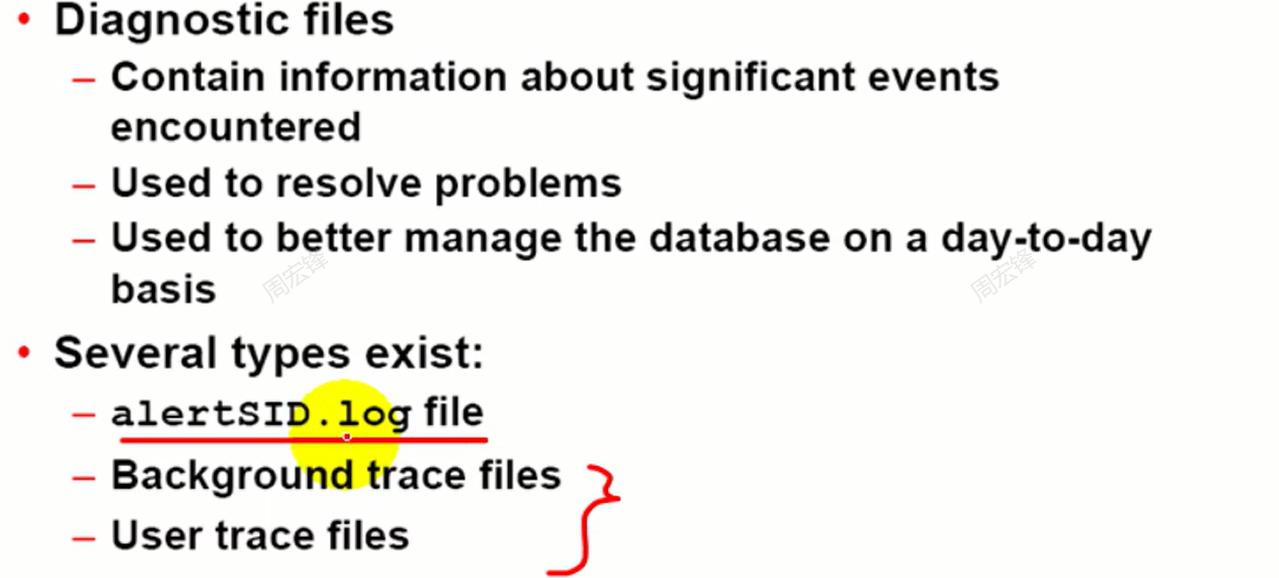 • Diagnostic files
– Contain information about significant events
encountered
– Used to resolve problems
– Used to better manage the database on a day-to-day
basis
周宏锋 周宏锋
• Several types exist:
– alertSID.log file
– Background trace files
– User trace files